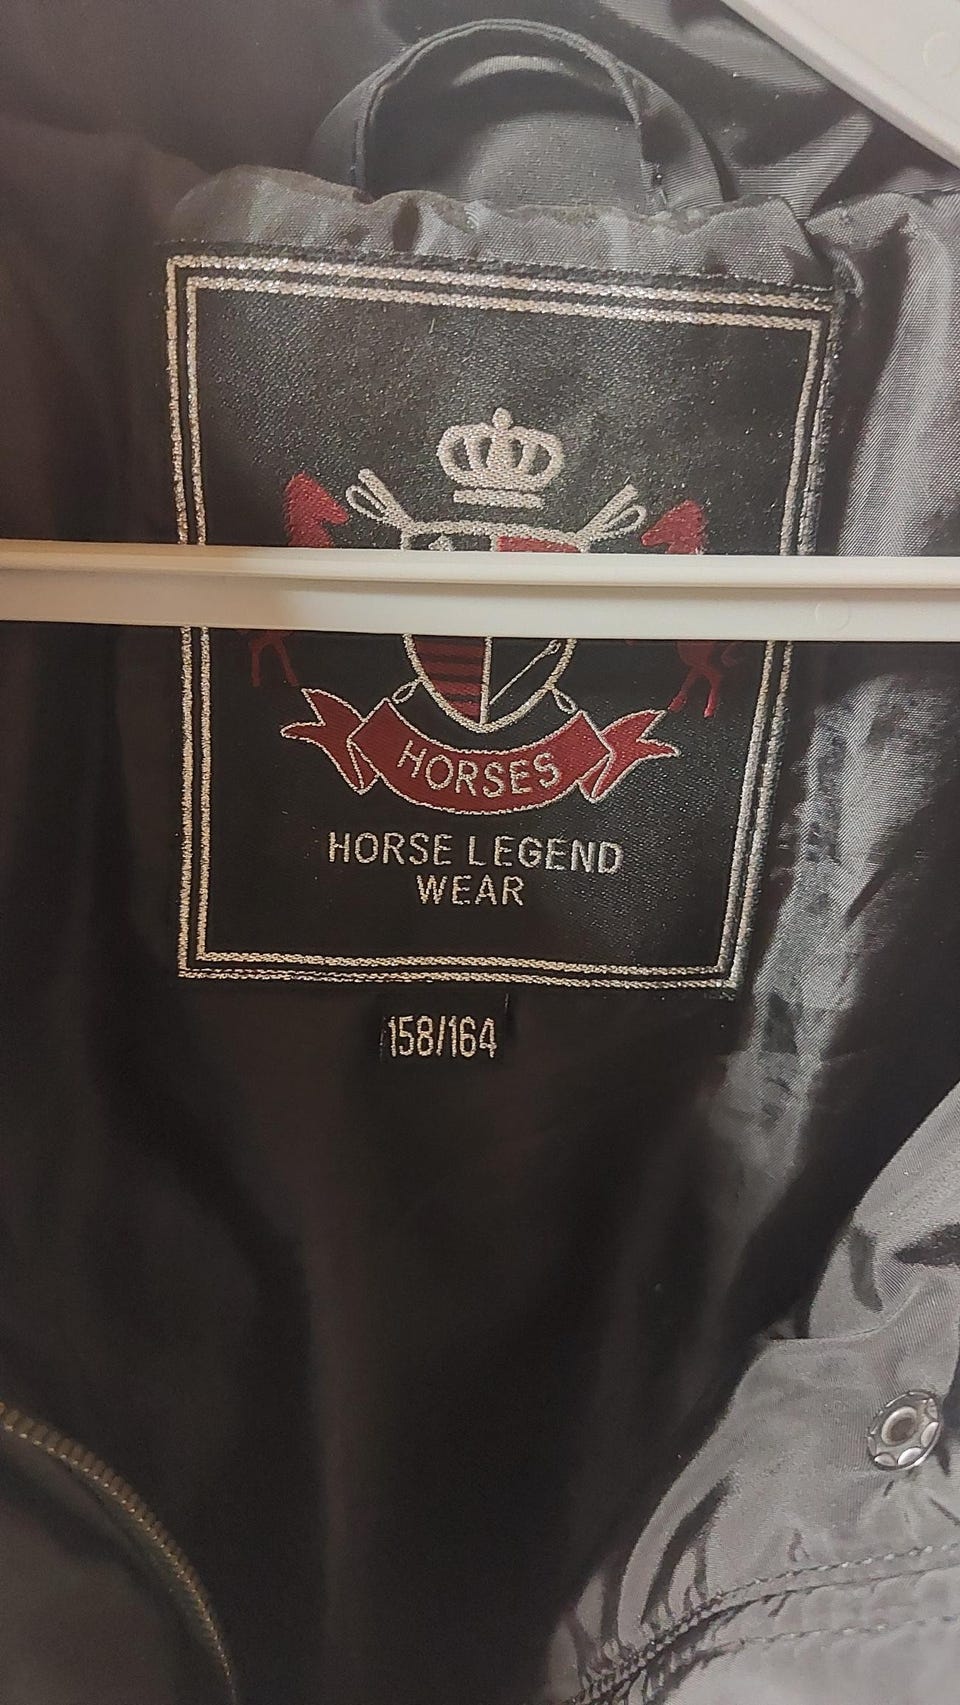 HORSES
HORSE LEGEND
WEAR
158/164